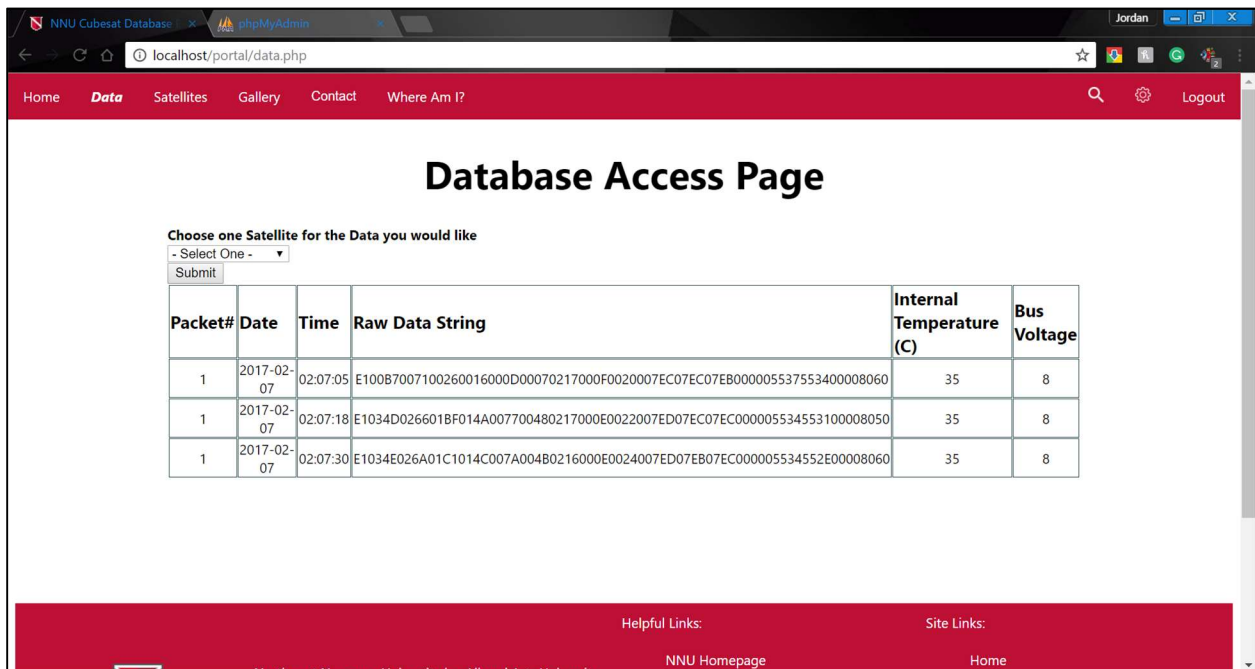 NNU Cubesat Database
phpMyAdmin
Jordan
localhost/portal/data.php
Home Data Satellites Gallery Contact Where Am I? Logout
Database Access Page
Choose one Satellite for the Data you would like
- Select One -
Submit
Packet# Date Time Raw Data String Internal Temperature (C) Bus Voltage
1 2017-02-07 02:07:05 E100B7007100260016000D00070217000F0020007EC07EC07EB000005537553400008060 35 8
1 2017-02-07 02:07:18 E1034D026601BF014A007700480217000E0022007ED07EC07EC000005534553100008050 35 8
1 2017-02-07 02:07:30 E1034E026A01C1014C007A004B0216000E0024007ED07EB07EC000005534552E00008060 35 8
Helpful Links: Site Links:
NNU Homepage Home